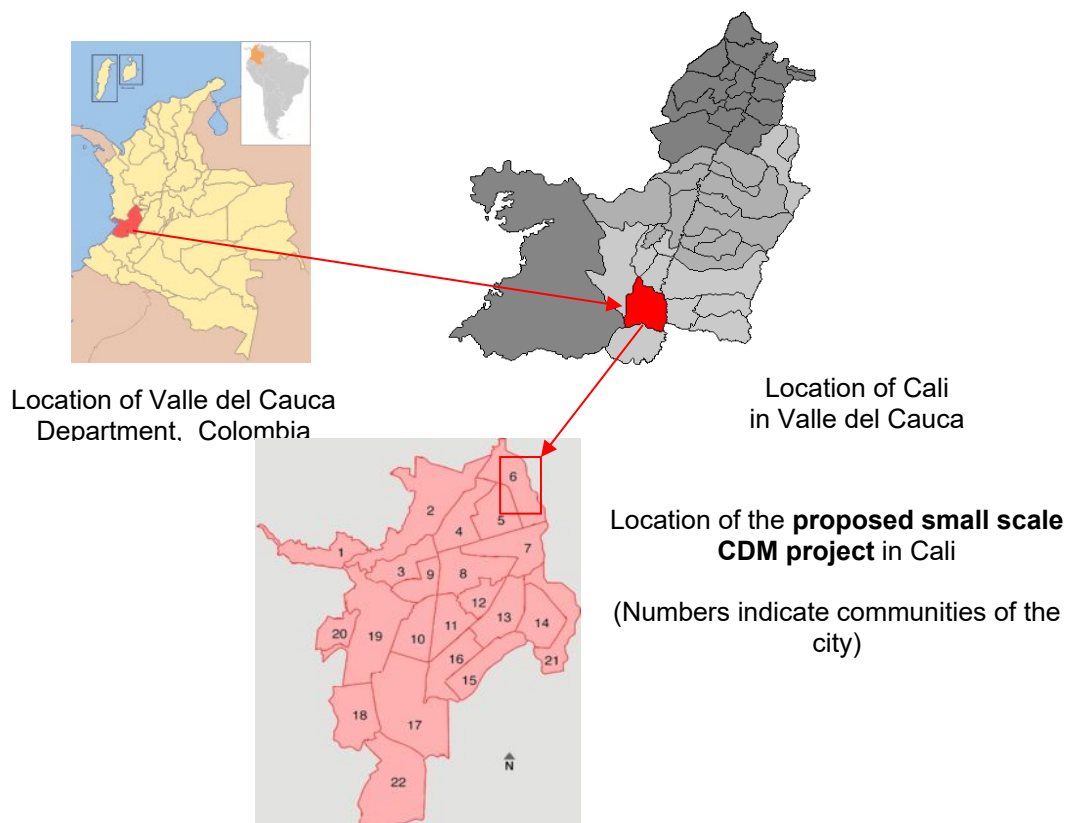 Location of Valle del Cauca
Department, Colombia
Location of Cali
in Valle del Cauca
Location of the proposed small scale
CDM project in Cali
(Numbers indicate communities of the
city)
6
2
5
4
7
1
3
9
8
12
13
14
11
20
19
10
16
21
15
18
17
N
22